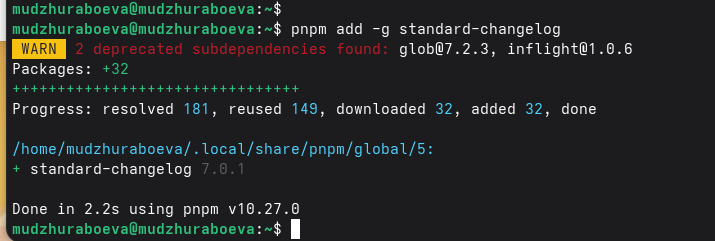 mudzhuraboeva@mudzhuraboeva:~$
mudzhuraboeva@mudzhuraboeva:~$ pnpm add -g standard-changelog
WARN 2 deprecated subdependencies found: glob@7.2.3, inflight@1.0.6
Packages: +32
++++++++++++++++++++++++++++++++
Progress: resolved 181, reused 149, downloaded 32, added 32, done
/home/mudzhuraboeva/.local/share/pnpm/global/5:
+ standard-changelog 7.0.1
Done in 2.2s using pnpm v10.27.0
mudzhuraboeva@mudzhuraboeva:~$